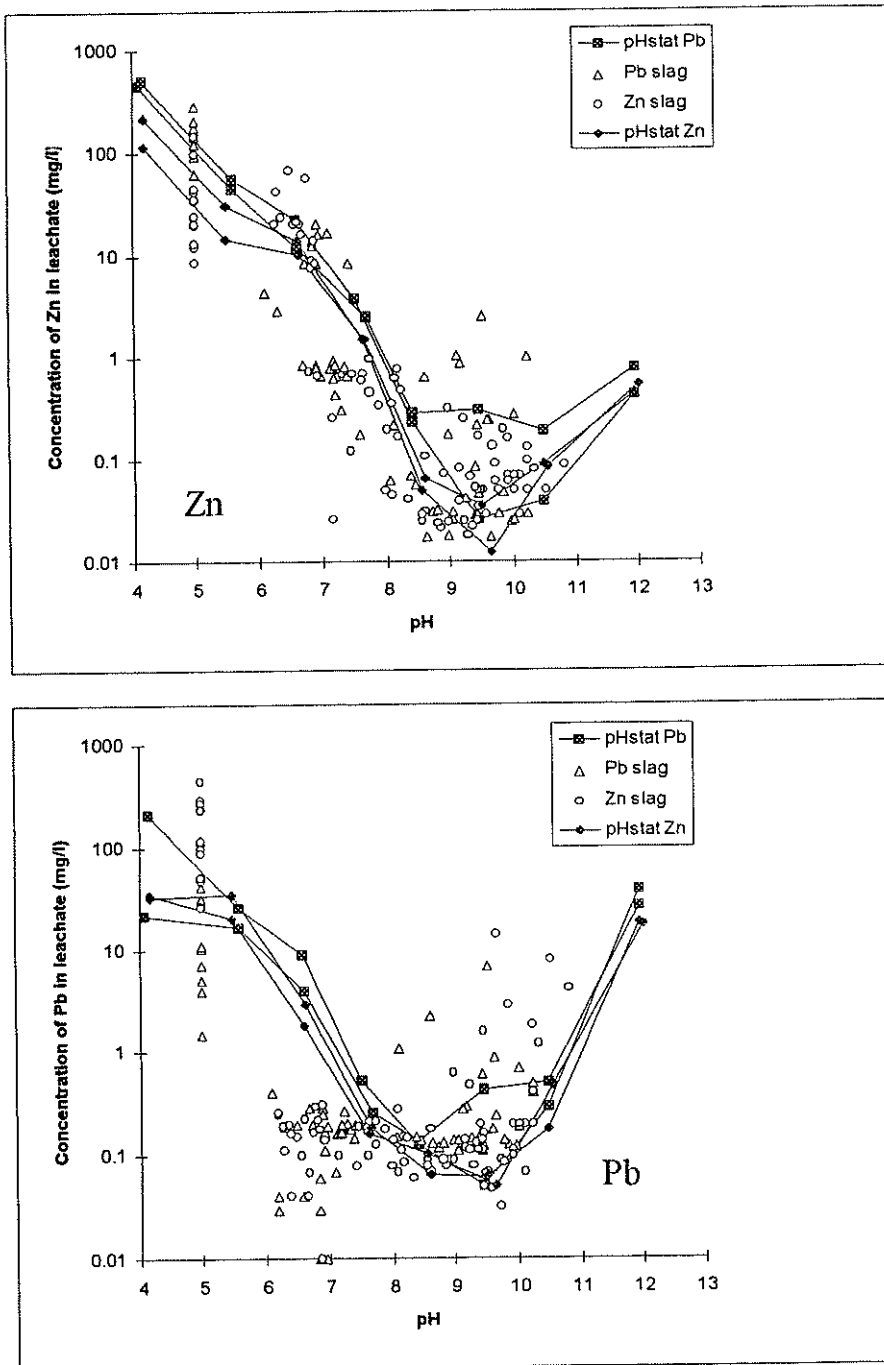 pHstat Pb
Pb slag
Zn slag
pHstat Zn
1000
100
10
1
0.1
0.01
Concentration of Zn in leachate (mg/l)
Zn
4 5 6 7 8 9 10 11 12 13
pH
pHstat Pb
Pb slag
Zn slag
pHstat Zn
1000
100
10
1
0.1
0.01
Concentration of Pb in leachate (mg/l)
Pb
4 5 6 7 8 9 10 11 12 13
pH